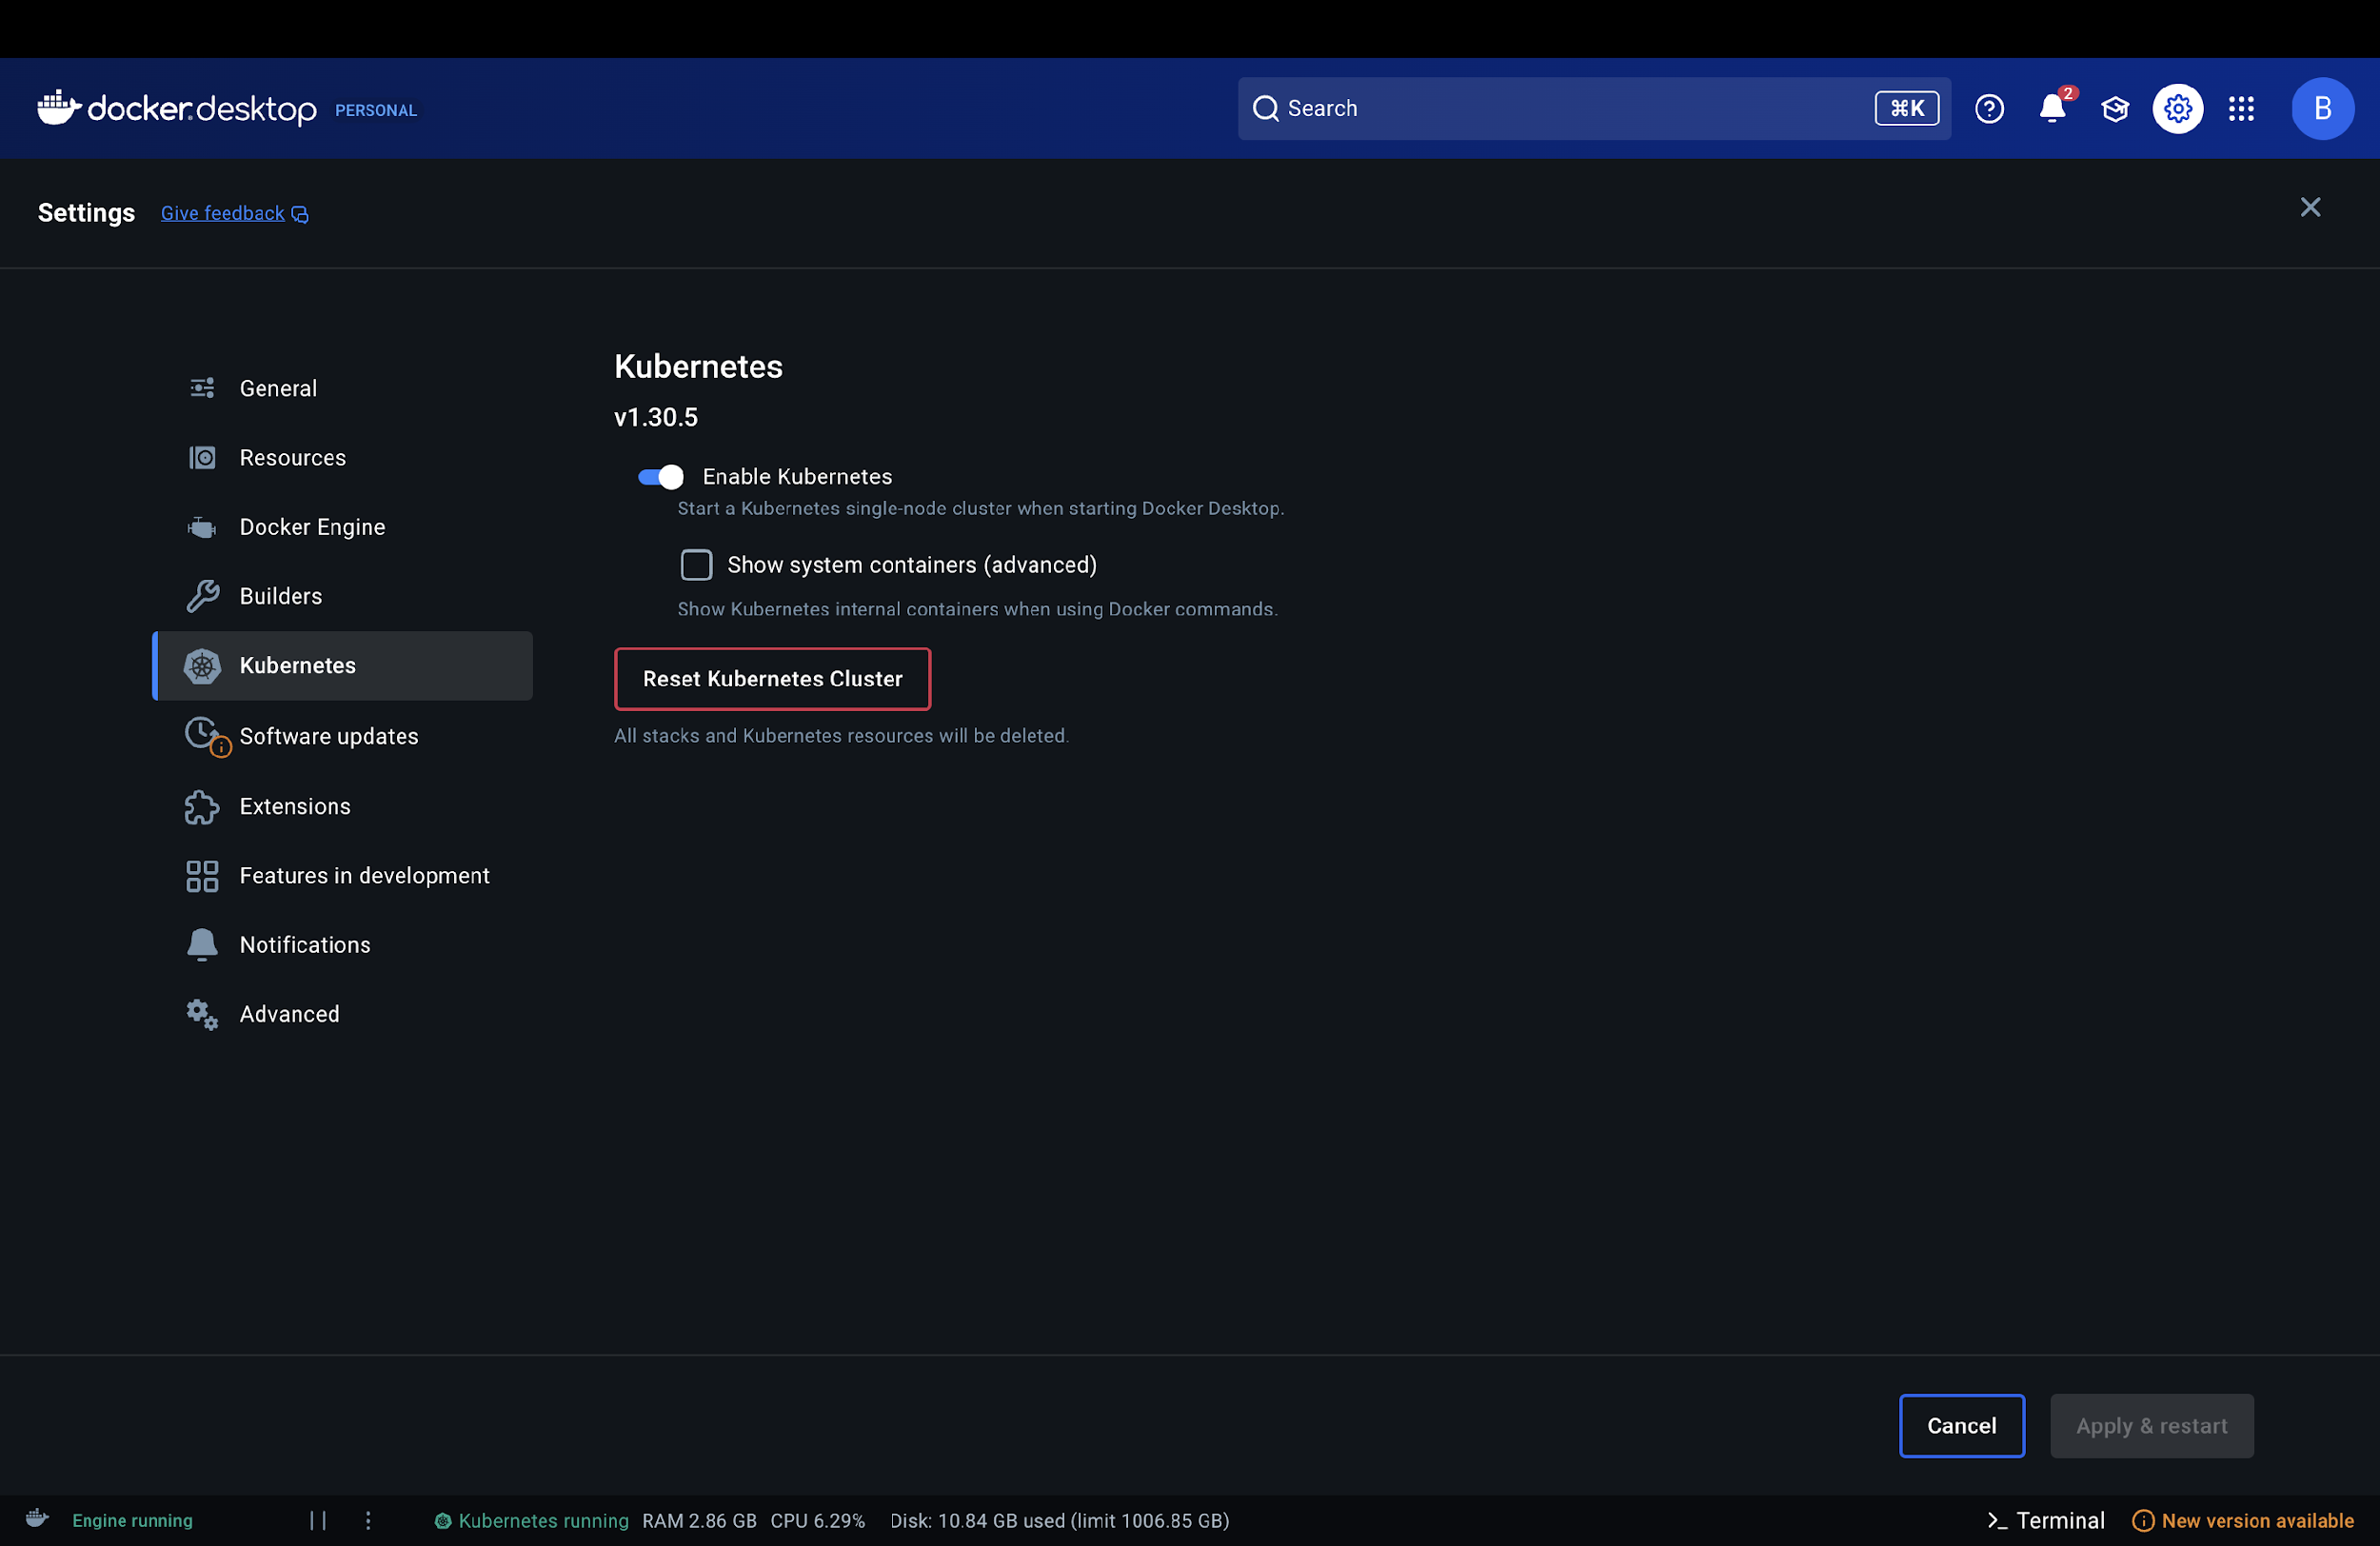 docker.desktop PERSONAL
Search ⌘K
2
B
Settings Give feedback
General
Resources
Docker Engine
Builders
Kubernetes
Software updates
Extensions
Features in development
Notifications
Advanced
Kubernetes
v1.30.5
Enable Kubernetes
Start a Kubernetes single-node cluster when starting Docker Desktop.
Show system containers (advanced)
Show Kubernetes internal containers when using Docker commands.
Reset Kubernetes Cluster
All stacks and Kubernetes resources will be deleted.
Cancel Apply & restart
Engine running Kubernetes running RAM 2.86 GB CPU 6.29% Disk: 10.84 GB used (limit 1006.85 GB) Terminal New version available